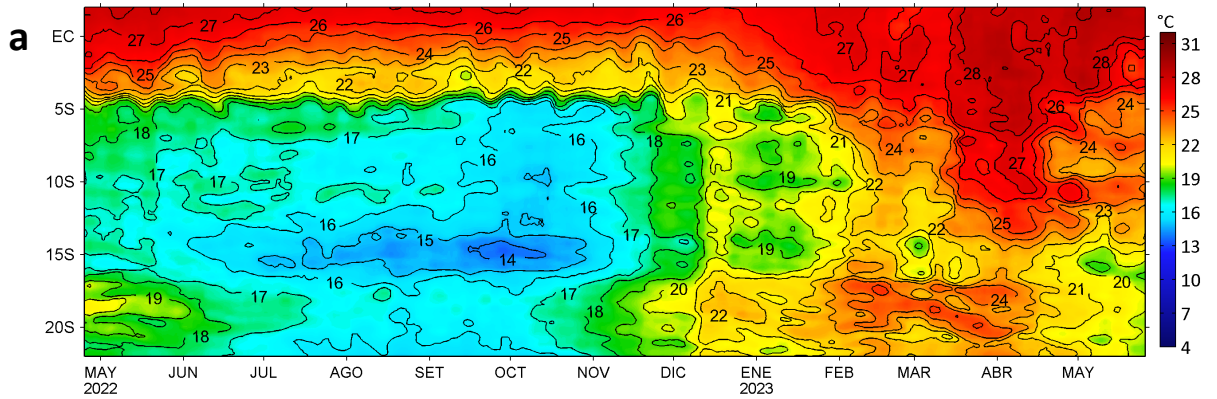 a
°C
27 27 26 26 26
EC
27 27 28 28
25 23 24 22 24 25 22 23 25
26 24
21
5S
18 17 16 16 18 21 24
17 17 16 19 22 27
10S
16 16 22 25 23
15 17 19
15S
14
16
19 17 17 20 24 21 20
18 18 22
20S
18
MAY JUN JUL AGO SET OCT NOV DIC ENE FEB MAR ABR MAY
2022 2023
31
28
25
22
19
16
13
10
7
4